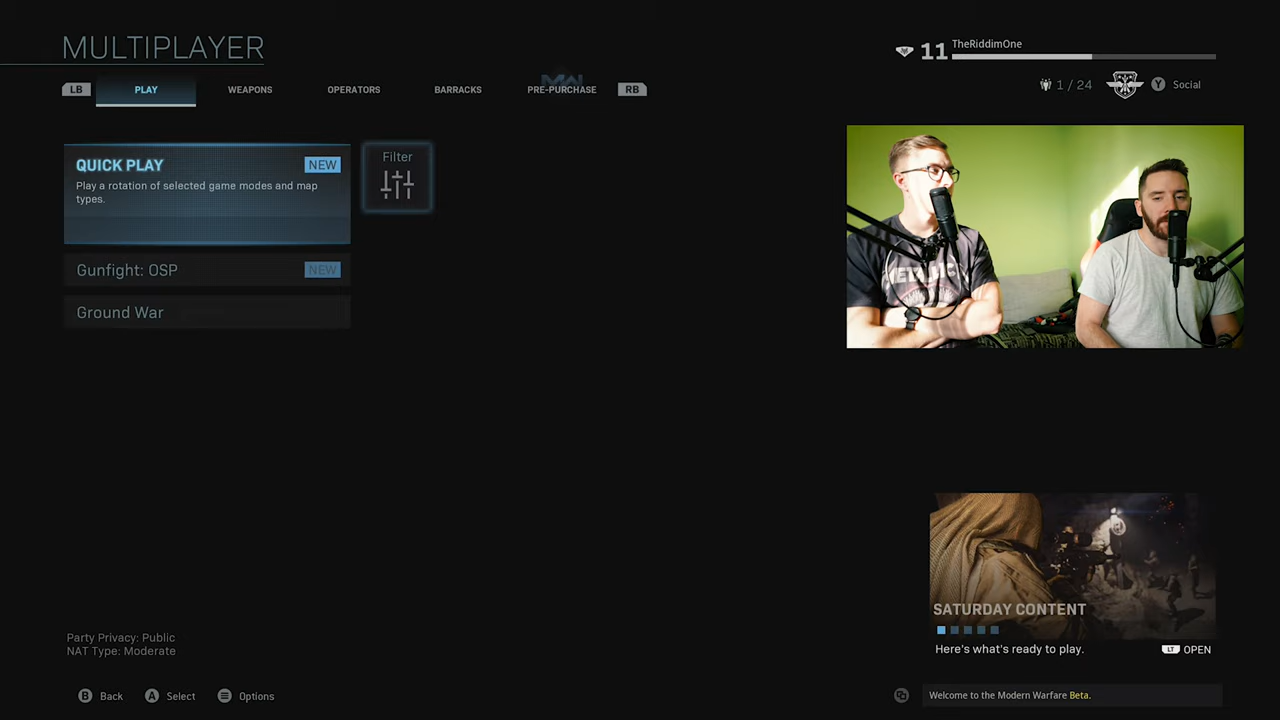 MULTIPLAYER
11 TheRiddimOne
LB PLAY WEAPONS OPERATORS BARRACKS PRE-PURCHASE RB
1 / 24 Y Social
QUICK PLAY NEW
Play a rotation of selected game modes and map
types.
Filter
Gunfight: OSP NEW
Ground War
METALLIC
SATURDAY CONTENT
Here's what's ready to play.
LT OPEN
Party Privacy: Public
NAT Type: Moderate
B Back A Select Options
Welcome to the Modern Warfare Beta.